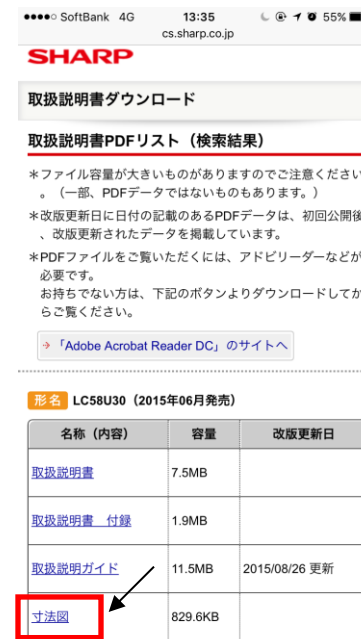 ●●●●○ SoftBank 4G 13:35 55%
cs.sharp.co.jp
SHARP
取扱説明書ダウンロード
取扱説明書PDFリスト（検索結果）
＊ファイル容量が大きいものがありますのでご注意ください
。（一部、PDFデータではないものもあります。）
＊改版更新日に日付の記載のあるPDFデータは、初回公開後
、改版更新されたデータを掲載しています。
＊PDFファイルをご覧いただくには、アドビリーダーなどが
必要です。
お持ちでない方は、下記のボタンよりダウンロードしてか
らご覧ください。
「Adobe Acrobat Reader DC」のサイトへ
形名 LC58U30（2015年06月発売）
名称（内容） 容量 改版更新日
取扱説明書 7.5MB
取扱説明書　付録 1.9MB
取扱説明ガイド 11.5MB 2015/08/26 更新
寸法図 829.6KB